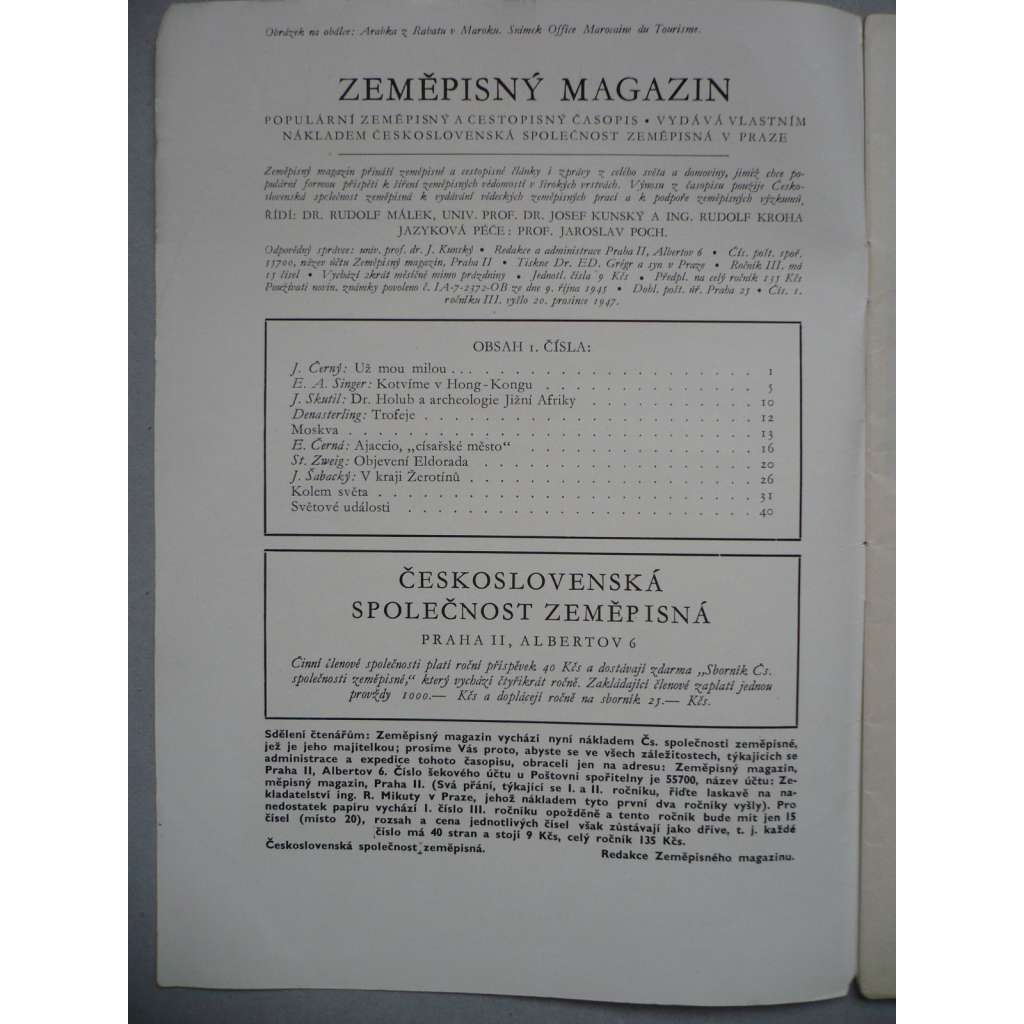 Obrázek na obálce: Arabka z Rabatu v Maroku. Snímek Office Marocaine du Tourisme.
ZEMĚPISNÝ MAGAZIN
POPULÁRNÍ ZEMĚPISNÝ A CESTOPISNÝ ČASOPIS • VYDÁVÁ VLASTNÍM
NÁKLADEM ČESKOSLOVENSKÁ SPOLEČNOST ZEMĚPISNÁ V PRAZE
Zeměpisný magazin přináší zeměpisné a cestopisné články i zprávy z celého světa a domoviny, jimiž chce po-
pulární formou přispěti k šíření zeměpisných vědomostí v širokých vrstvách. Výnosu z časopisu použije Česko-
slovenská společnost zeměpisná k vydávání vědeckých zeměpisných prací a k podpoře zeměpisných výzkumů.
ŘÍDÍ: DR. RUDOLF MÁLEK, UNIV. PROF. DR. JOSEF KUNSKÝ A ING. RUDOLF KROHA
JAZYKOVÁ PÉČE: PROF. JAROSLAV POCH.
Odpovědný správce: univ. prof. dr. J. Kunský • Redakce a administrace Praha II, Albertov 6 • Čís. pošt. spoř.
55700, název účtu Zeměpisný magazin, Praha II • Tiskne Dr. ED. Grégr a syn v Praze • Ročník III. má
15 čísel • Vychází 2krát měsíčně mimo prázdniny • Jednotl. čísla 9 Kčs • Předpl. na celý ročník 135 Kčs
Používání novin. známky povoleno č. IA-7-2372-OB ze dne 9. října 1945 • Dohl. pošt. úř. Praha 25 • Čís. 1.
ročníku III. vyšlo 20. prosince 1947.
OBSAH 1. ČÍSLA:
J. Černý: Už mou milou . . . 1
E. A. Singer: Kotvíme v Hong-Kongu . . . 5
J. Skutil: Dr. Holub a archeologie Jižní Afriky . . . 10
Denasterling: Trofeje . . . 12
Moskva . . . 13
E. Černá: Ajaccio, „císařské město“ . . . 16
St. Zweig: Objevení Eldorada . . . 20
J. Šabacký: V kraji Žerotínů . . . 26
Kolem světa . . . 31
Světové události . . . 40
ČESKOSLOVENSKÁ
SPOLEČNOST ZEMĚPISNÁ
PRAHA II, ALBERTOV 6
Činní členové společnosti platí roční příspěvek 40 Kčs a dostávají zdarma „Sborník Čs.
společnosti zeměpisné,“ který vychází čtyřikrát ročně. Zakládající členové zaplatí jednou
provždy 1000.— Kčs a doplácejí ročně na sborník 25.— Kčs.
Sdělení čtenářům: Zeměpisný magazin vychází nyní nákladem Čs. společnosti zeměpisné,
jež je jeho majitelkou; prosíme Vás proto, abyste se ve všech záležitostech, týkajících se
administrace a expedice tohoto časopisu, obraceli jen na adresu: Zeměpisný magazin,
Praha II, Albertov 6. Číslo šekového účtu u Poštovní spořitelny je 55700, název účtu: Ze-
měpisný magazin, Praha II. (Svá přání, týkající se I. a II. ročníku, řiďte laskavě na na-
kladatelství ing. R. Mikuty v Praze, jehož nákladem tyto první dva ročníky vyšly). Pro
nedostatek papíru vychází I. číslo III. ročníku opožděně a tento ročník bude mít jen 15
čísel (místo 20), rozsah a cena jednotlivých čísel však zůstávají jako dříve, t. j. každé
číslo má 40 stran a stojí 9 Kčs, celý ročník 135 Kčs.
Československá společnost zeměpisná.
Redakce Zeměpisného magazinu.